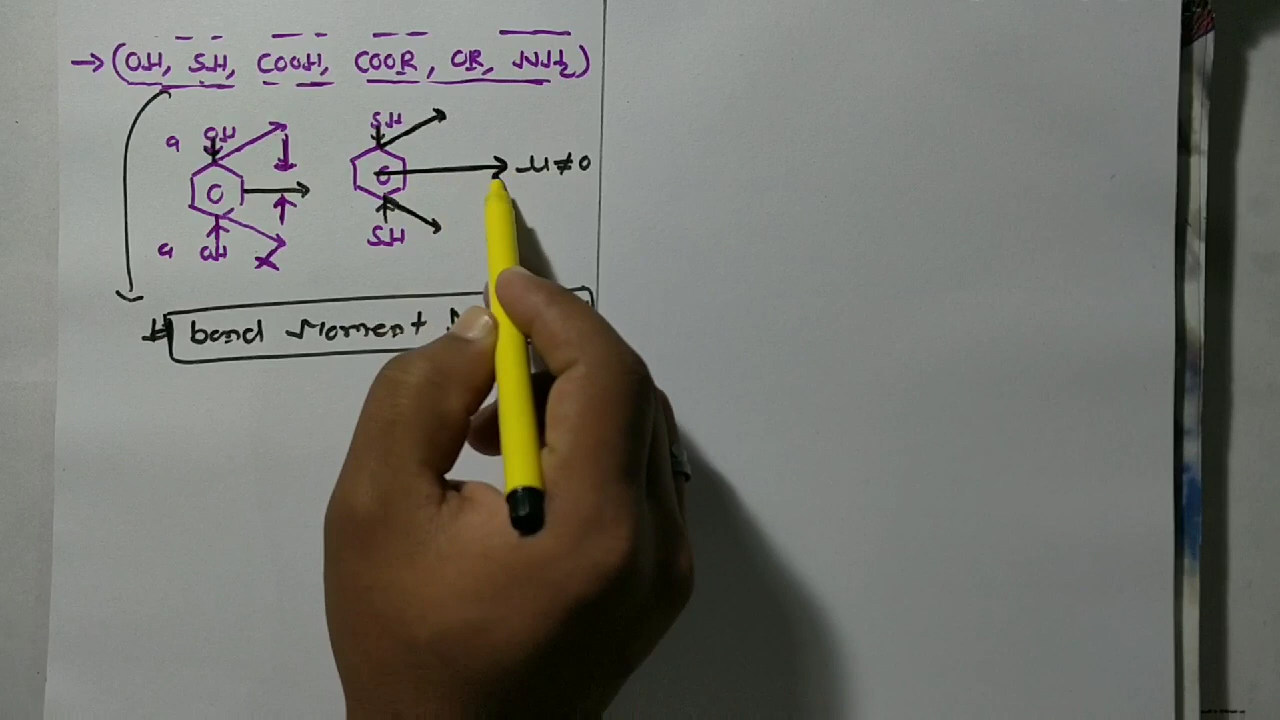 → (OH, SH, COOH, COOR, OR, NH2)
a OH SH
μ≠0
a OH SH
# bond Moment